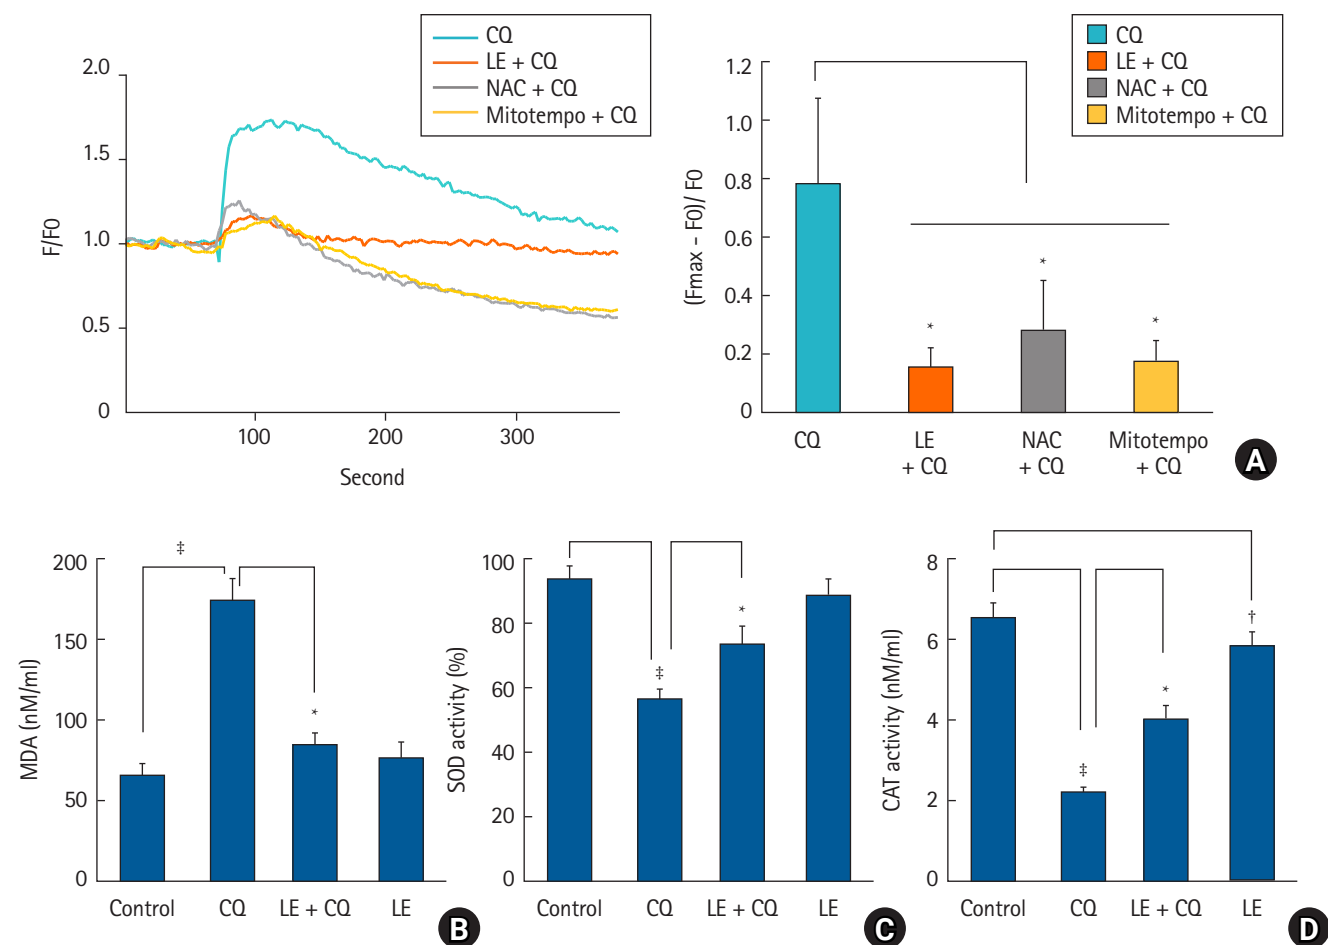 CQ
LE + CQ
NAC + CQ
Mitotempo + CQ
2.0
1.5
1.0
0.5
0
F/F0
100
200
300
Second
CQ
LE + CQ
NAC + CQ
Mitotempo + CQ
1.2
1.0
0.8
0.6
0.4
0.2
0
(Fmax – F0)/ F0
*
*
*
CQ
LE
+ CQ
NAC
+ CQ
Mitotempo
+ CQ
A
200
150
100
50
0
MDA (nM/ml)
‡
*
Control
CQ
LE + CQ
LE
B
100
80
60
40
20
0
SOD activity (%)
‡
*
Control
CQ
LE + CQ
LE
C
8
6
4
2
0
CAT activity (nM/ml)
‡
*
†
Control
CQ
LE + CQ
LE
D